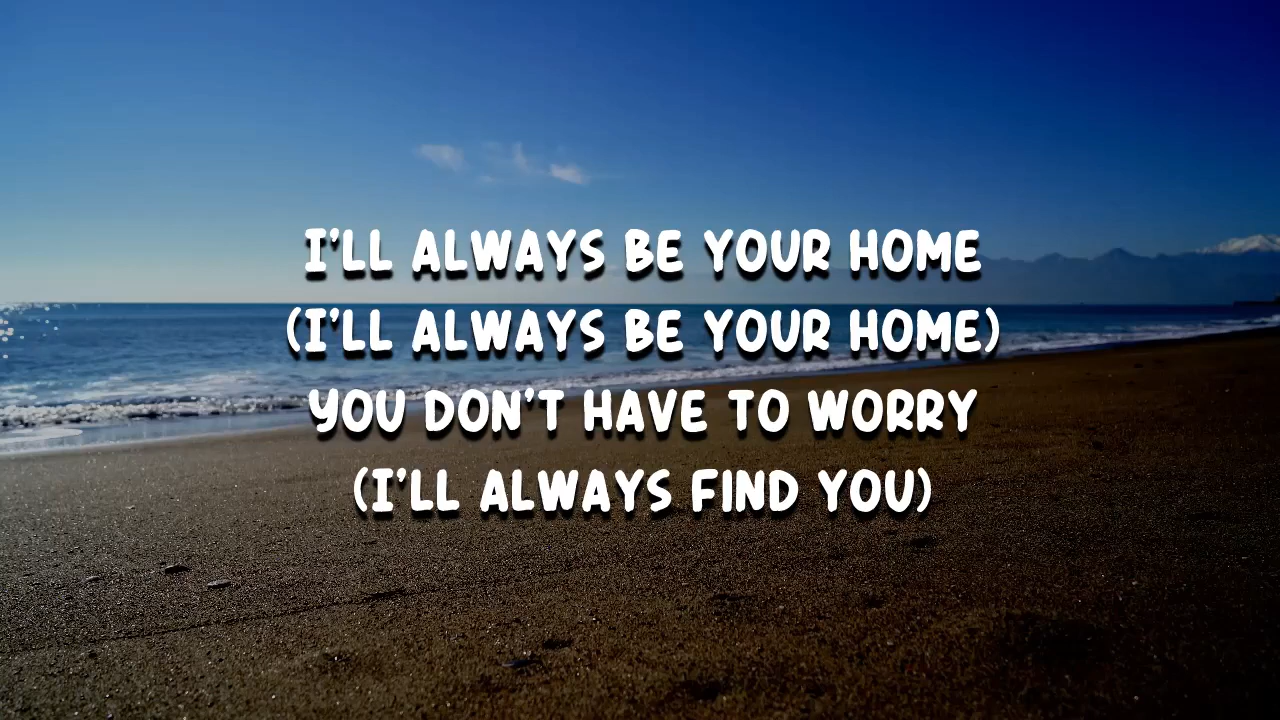 I'LL ALWAYS BE YOUR HOME
(I'LL ALWAYS BE YOUR HOME)
YOU DON'T HAVE TO WORRY
(I'LL ALWAYS FIND YOU)